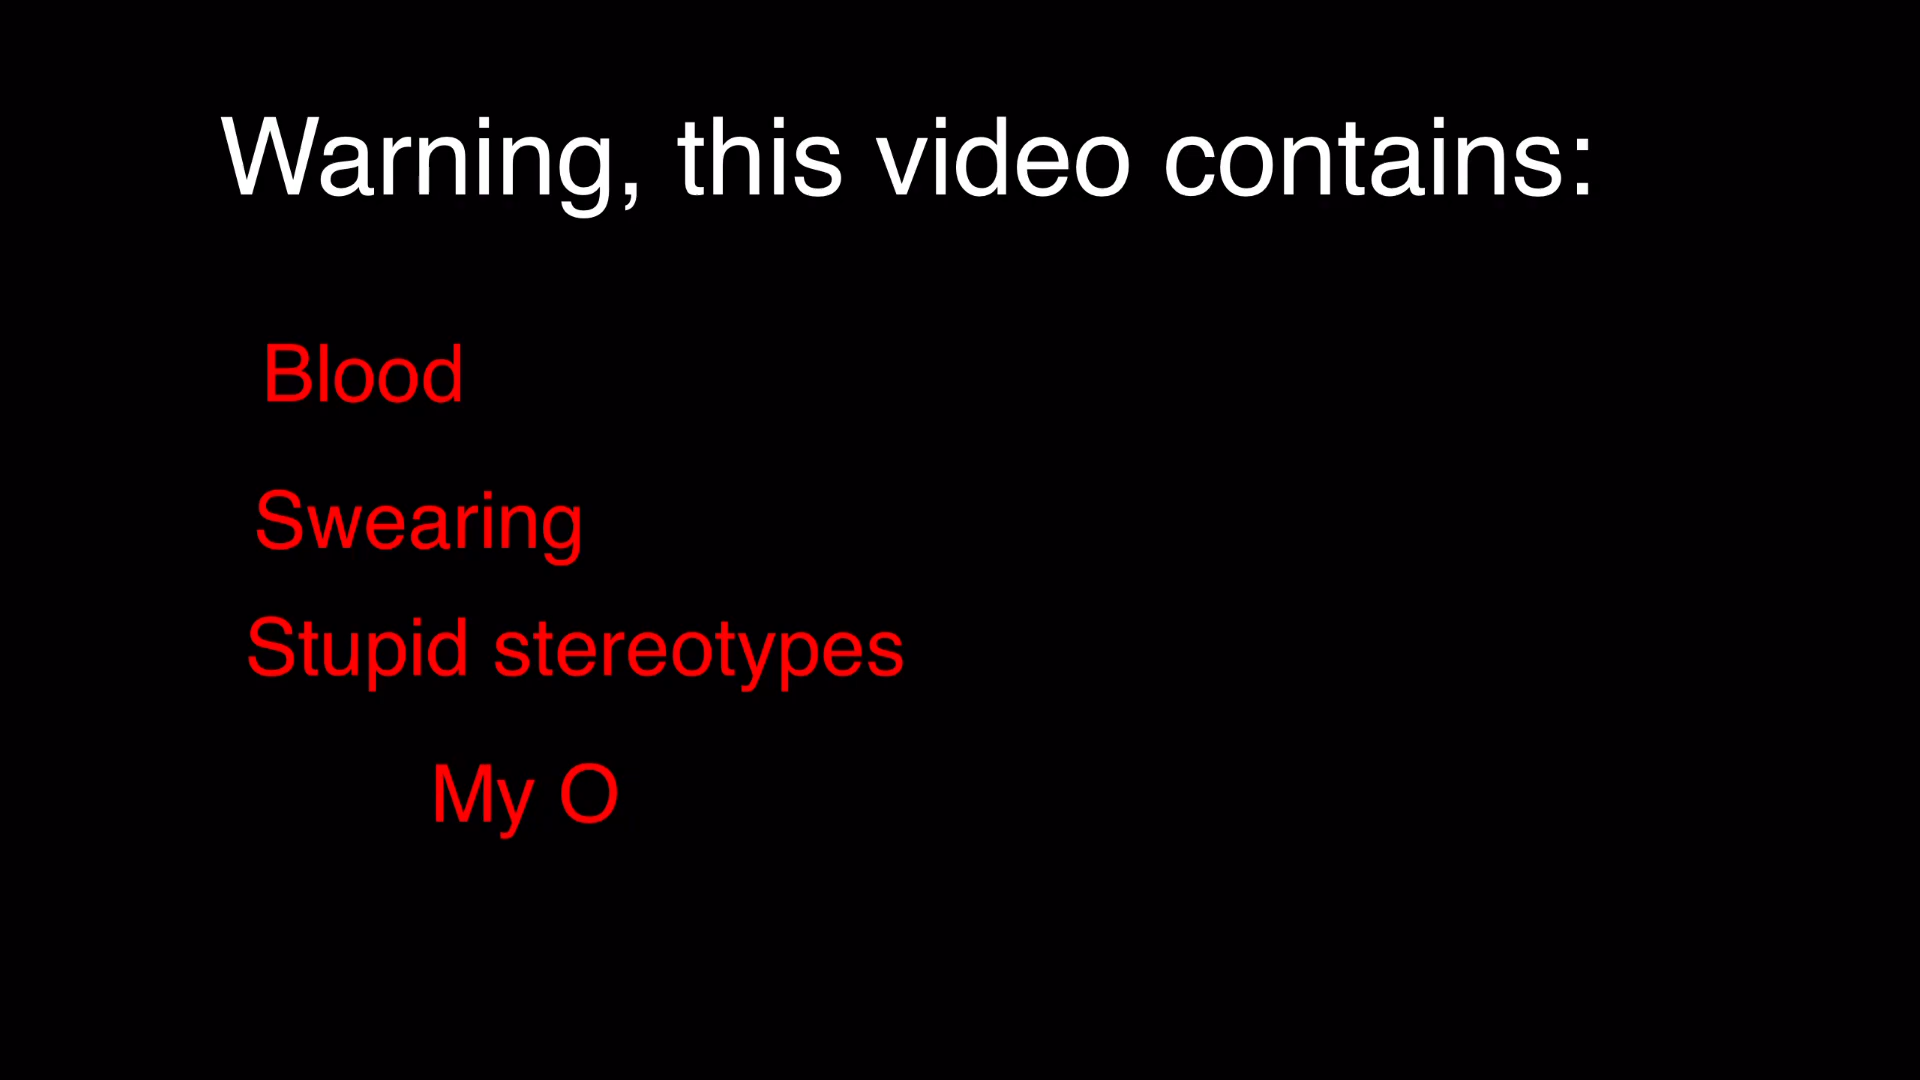 Warning, this video contains:
Blood
Swearing
Stupid stereotypes
My O